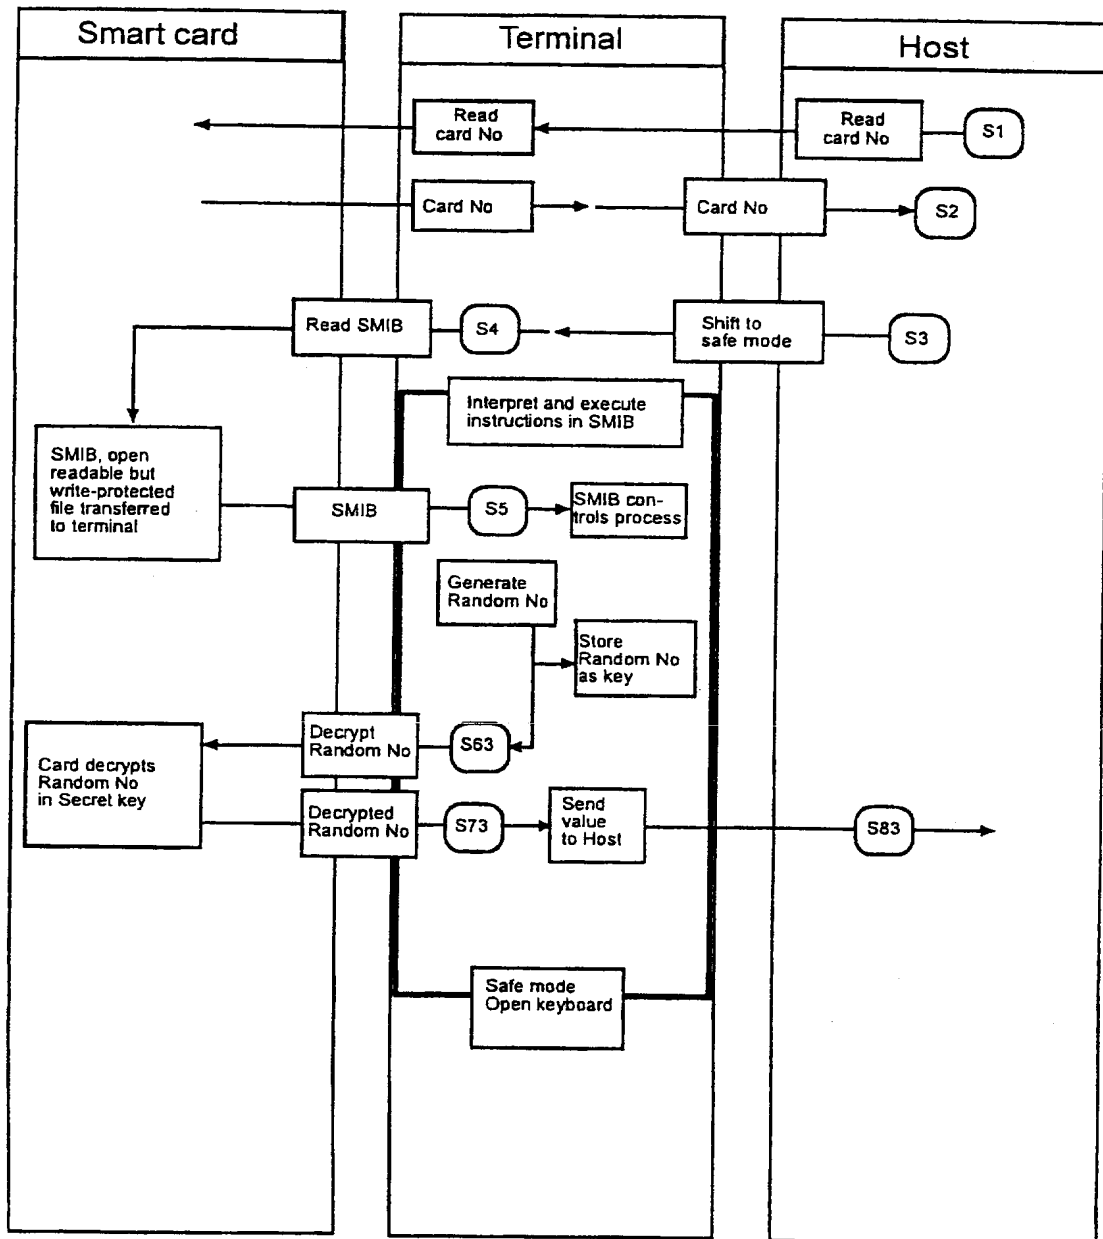 Smart card
Terminal
Host
Read
card No
Read
card No
S1
Card No
Card No
S2
Read SMIB
S4
Shift to
safe mode
S3
Interpret and execute
instructions in SMIB
SMIB, open
readable but
write-protected
file transferred
to terminal
SMIB
S5
SMIB con-
trols process
Generate
Random No
Store
Random No
as key
Card decrypts
Random No
in Secret key
Decrypt
Random No
S63
Decrypted
Random No
S73
Send
value
to Host
S83
Safe mode
Open keyboard